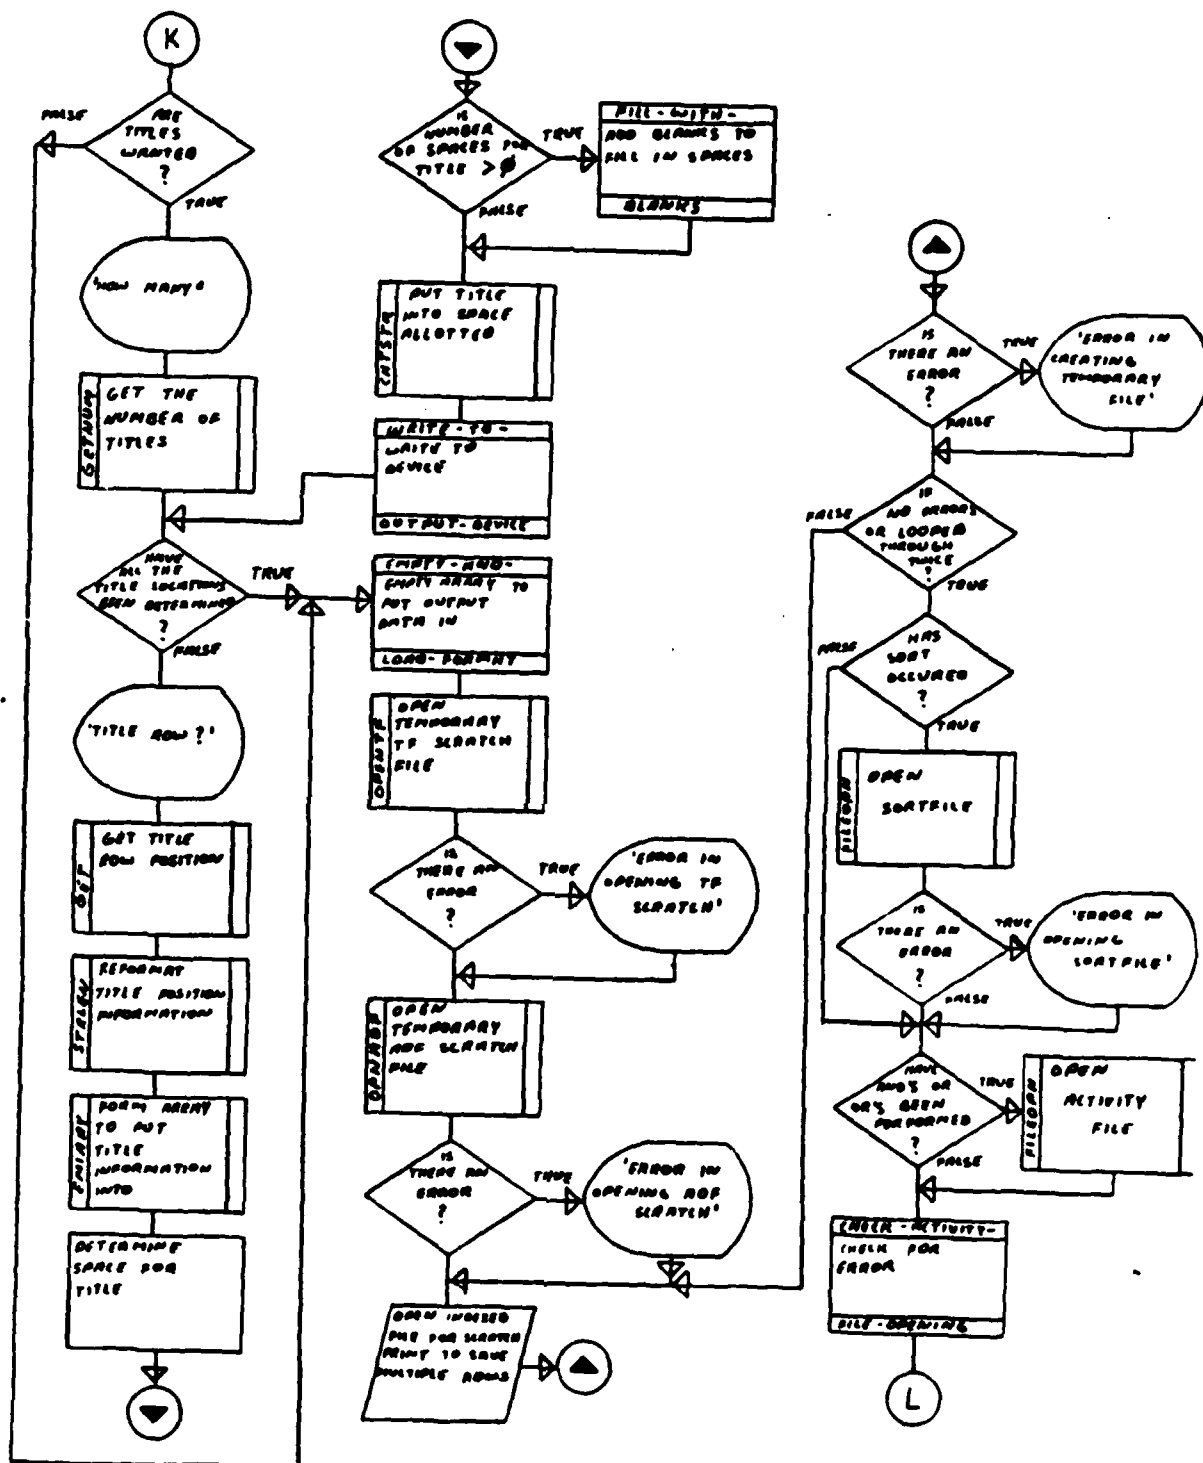 K
FALSE
ARE
TITLES
WANTED
?
TRUE
'HOW MANY'
GETNUM
GET THE
NUMBER OF
TITLES
HAVE
ALL THE
TITLE LOCATIONS
BEEN DETERMINED
?
TRUE
FALSE
'TITLE ROW ?'
GET
GET TITLE
ROW POSITION
STRLEN
REFORMAT
TITLE POSITION
INFORMATION
FORM ARRAY
TO PUT
TITLE
INFORMATION
INTO
DETERMINE
SPACE FOR
TITLE
IS
NUMBER
OF SPACES FOR
TITLE > 0
?
TRUE
FILL-WITH-
ADD BLANKS TO
FILL IN SPACES
BLANKS
FALSE
CATSTR
PUT TITLE
INTO SPACE
ALLOTTED
WRITE-TO-
WRITE TO
DEVICE
OUTPUT-DEVICE
EMPTY-AND-
EMPTY ARRAY TO
PUT OUTPUT
DATA IN
LOAD-FORMAT
OPENTF
OPEN
TEMPORARY
TF SCRATCH
FILE
IS
THERE AN
ERROR
?
TRUE
'ERROR IN
OPENING TF
SCRATCH'
OPNADF
OPEN
TEMPORARY
ADF SCRATCH
FILE
IS
THERE AN
ERROR
?
TRUE
'ERROR IN
OPENING ADF
SCRATCH'
OPEN INDEXED
FILE FOR SCRATCH
PRINT TO SAVE
MULTIPLE ROWS
IS
THERE AN
ERROR
?
TRUE
'ERROR IN
CREATING
TEMPORARY
FILE'
FALSE
IF
NO ERRORS
OR LOOPED
THROUGH
TWICE
?
FALSE
TRUE
HAS
SORT
OCCURED
?
FALSE
TRUE
FILEOPN
OPEN
SORTFILE
IS
THERE AN
ERROR
?
TRUE
'ERROR IN
OPENING
SORTFILE'
FALSE
HAVE
AND'S OR
OR'S BEEN
PERFORMED
?
TRUE
FILEOPN
OPEN
ACTIVITY
FILE
FALSE
CHECK-ACTIVITY-
CHECK FOR
ERROR
FILE-OPENING
L